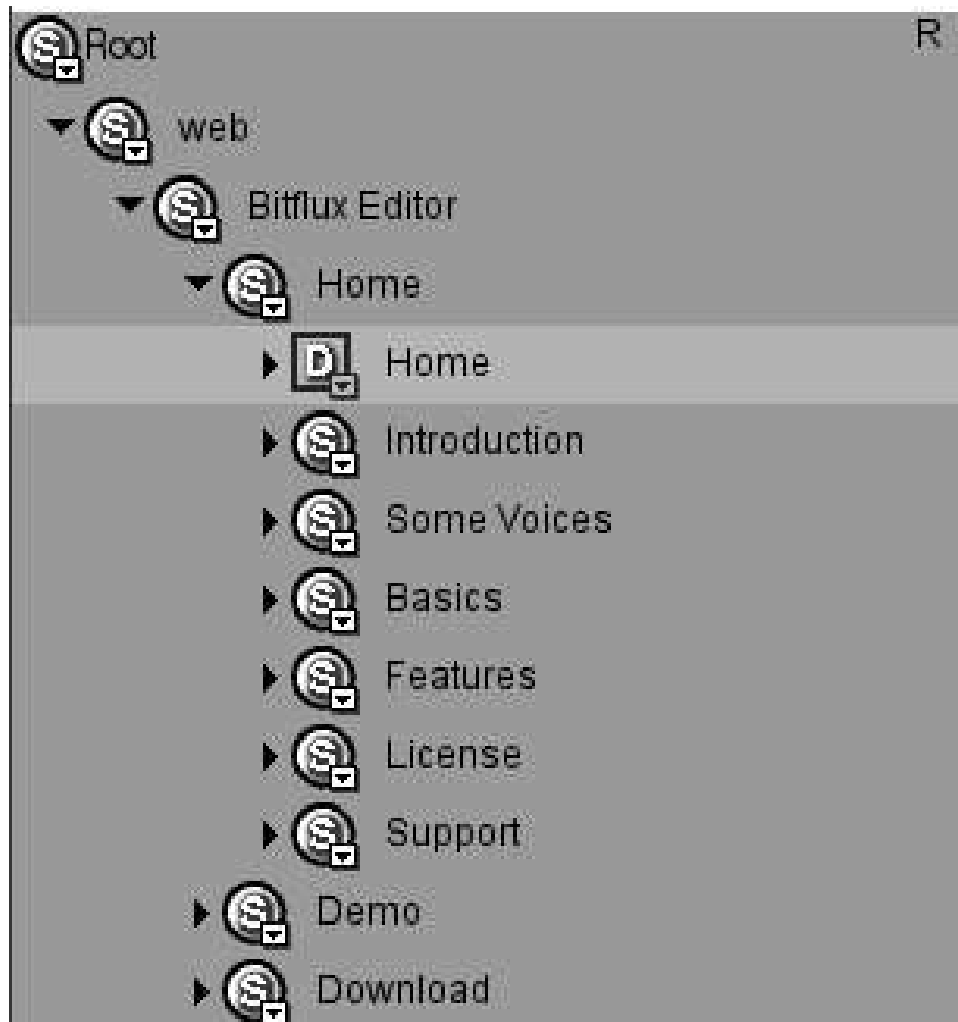 S Root R
S web
S Bitflux Editor
S Home
D Home
S Introduction
S Some Voices
S Basics
S Features
S License
S Support
S Demo
S Download